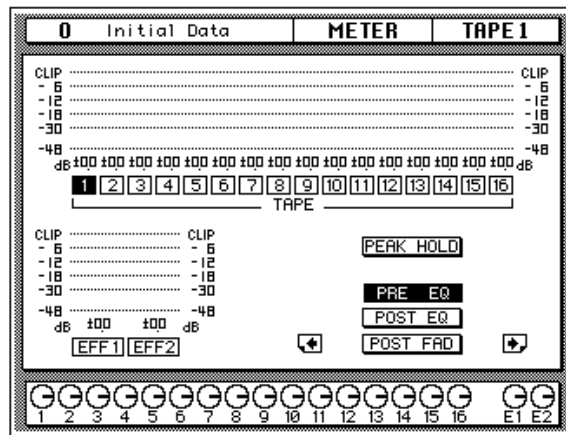 0 Initial Data METER TAPE1
CLIP CLIP
- 6 - 6
-12 -12
-18 -18
-30 -30
-48 -48
dB ±00 ±00 ±00 ±00 ±00 ±00 ±00 ±00 ±00 ±00 ±00 ±00 ±00 ±00 ±00 ±00 dB
1 2 3 4 5 6 7 8 9 10 11 12 13 14 15 16
TAPE
CLIP CLIP
- 6 - 6
-12 -12
-18 -18
-30 -30
-48 -48
dB ±00 ±00 dB
EFF1 EFF2
PEAK HOLD
PRE EQ
POST EQ
POST FAD
1 2 3 4 5 6 7 8 9 10 11 12 13 14 15 16 E1 E2